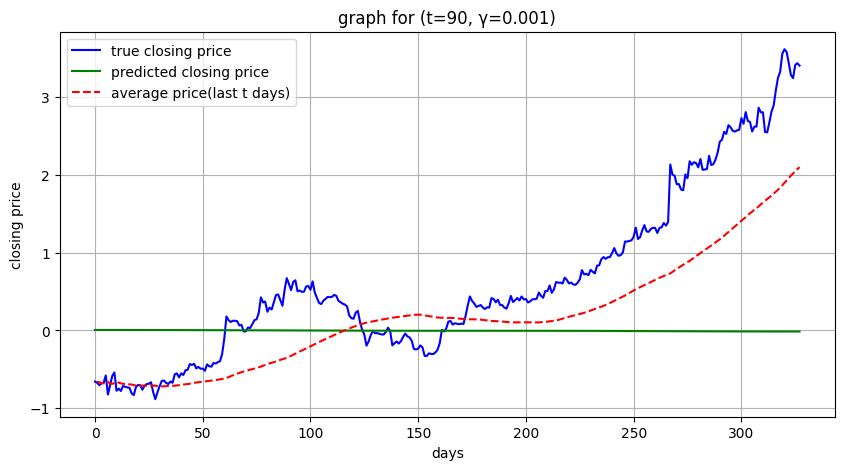 graph for (t=90, γ=0.001)
true closing price
predicted closing price
average price(last t days)
closing price
3
2
1
0
−1
0
50
100
150
200
250
300
days